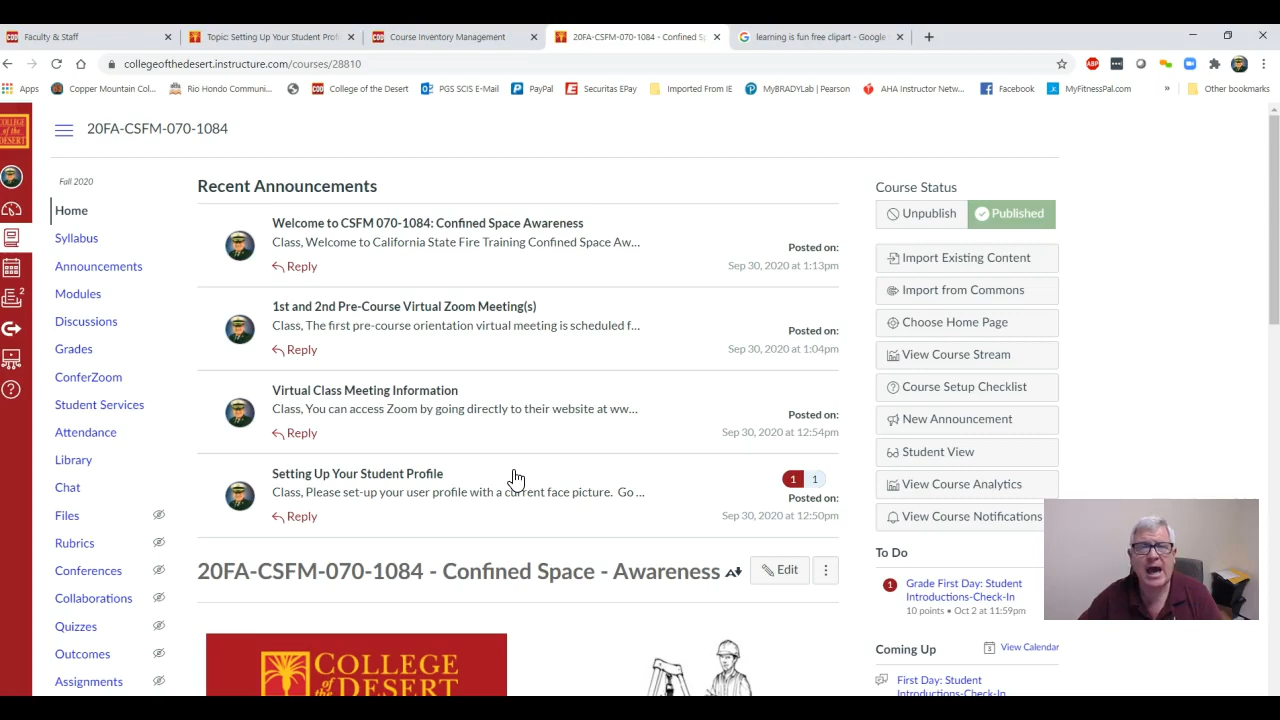 Faculty & Staff
Topic: Setting Up Your Student Profi
Course Inventory Management
20FA-CSFM-070-1084 - Confined Sp
learning is fun free clipart - Google
collegeofthedesert.instructure.com/courses/28810
Apps
Copper Mountain Col...
Rio Hondo Communi...
College of the Desert
PGS SCIS E-Mail
PayPal
Securitas EPay
Imported From IE
MyBRADYLab | Pearson
AHA Instructor Netw...
Facebook
MyFitnessPal.com
»
Other bookmarks
20FA-CSFM-070-1084
Fall 2020
Home
Syllabus
Announcements
Modules
Discussions
Grades
ConferZoom
Student Services
Attendance
Library
Chat
Files
Rubrics
Conferences
Collaborations
Quizzes
Outcomes
Assignments
2
Recent Announcements
Welcome to CSFM 070-1084: Confined Space Awareness
Class, Welcome to California State Fire Training Confined Space Aw...
Reply
Posted on:
Sep 30, 2020 at 1:13pm
1st and 2nd Pre-Course Virtual Zoom Meeting(s)
Class, The first pre-course orientation virtual meeting is scheduled f...
Reply
Posted on:
Sep 30, 2020 at 1:04pm
Virtual Class Meeting Information
Class, You can access Zoom by going directly to their website at ww...
Reply
Posted on:
Sep 30, 2020 at 12:54pm
Setting Up Your Student Profile
Class, Please set-up your user profile with a current face picture. Go ...
Reply
1 1
Posted on:
Sep 30, 2020 at 12:50pm
20FA-CSFM-070-1084 - Confined Space - Awareness
Edit
COLLEGE
of the DESERT
Course Status
Unpublish
Published
Import Existing Content
Import from Commons
Choose Home Page
View Course Stream
Course Setup Checklist
New Announcement
Student View
View Course Analytics
View Course Notifications
To Do
1
Grade First Day: Student
Introductions-Check-In
10 points • Oct 2 at 11:59pm
Coming Up
View Calendar
First Day: Student
Introductions-Check-In